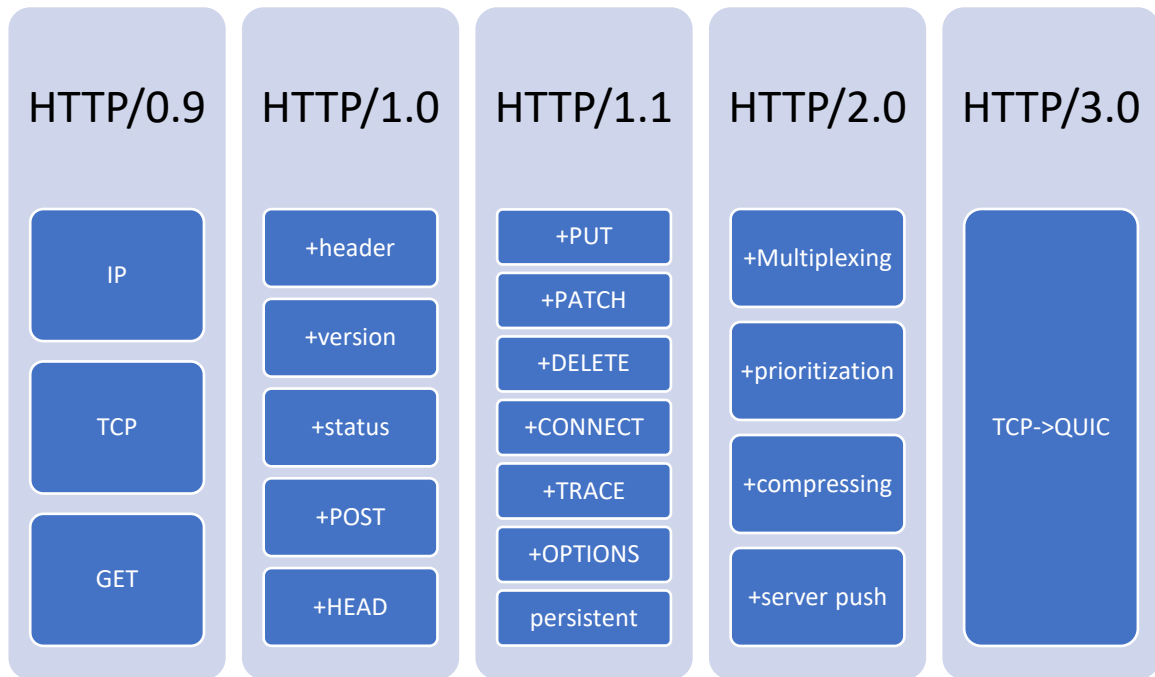 HTTP/0.9
IP
TCP
GET
HTTP/1.0
+header
+version
+status
+POST
+HEAD
HTTP/1.1
+PUT
+PATCH
+DELETE
+CONNECT
+TRACE
+OPTIONS
persistent
HTTP/2.0
+Multiplexing
+prioritization
+compressing
+server push
HTTP/3.0
TCP->QUIC